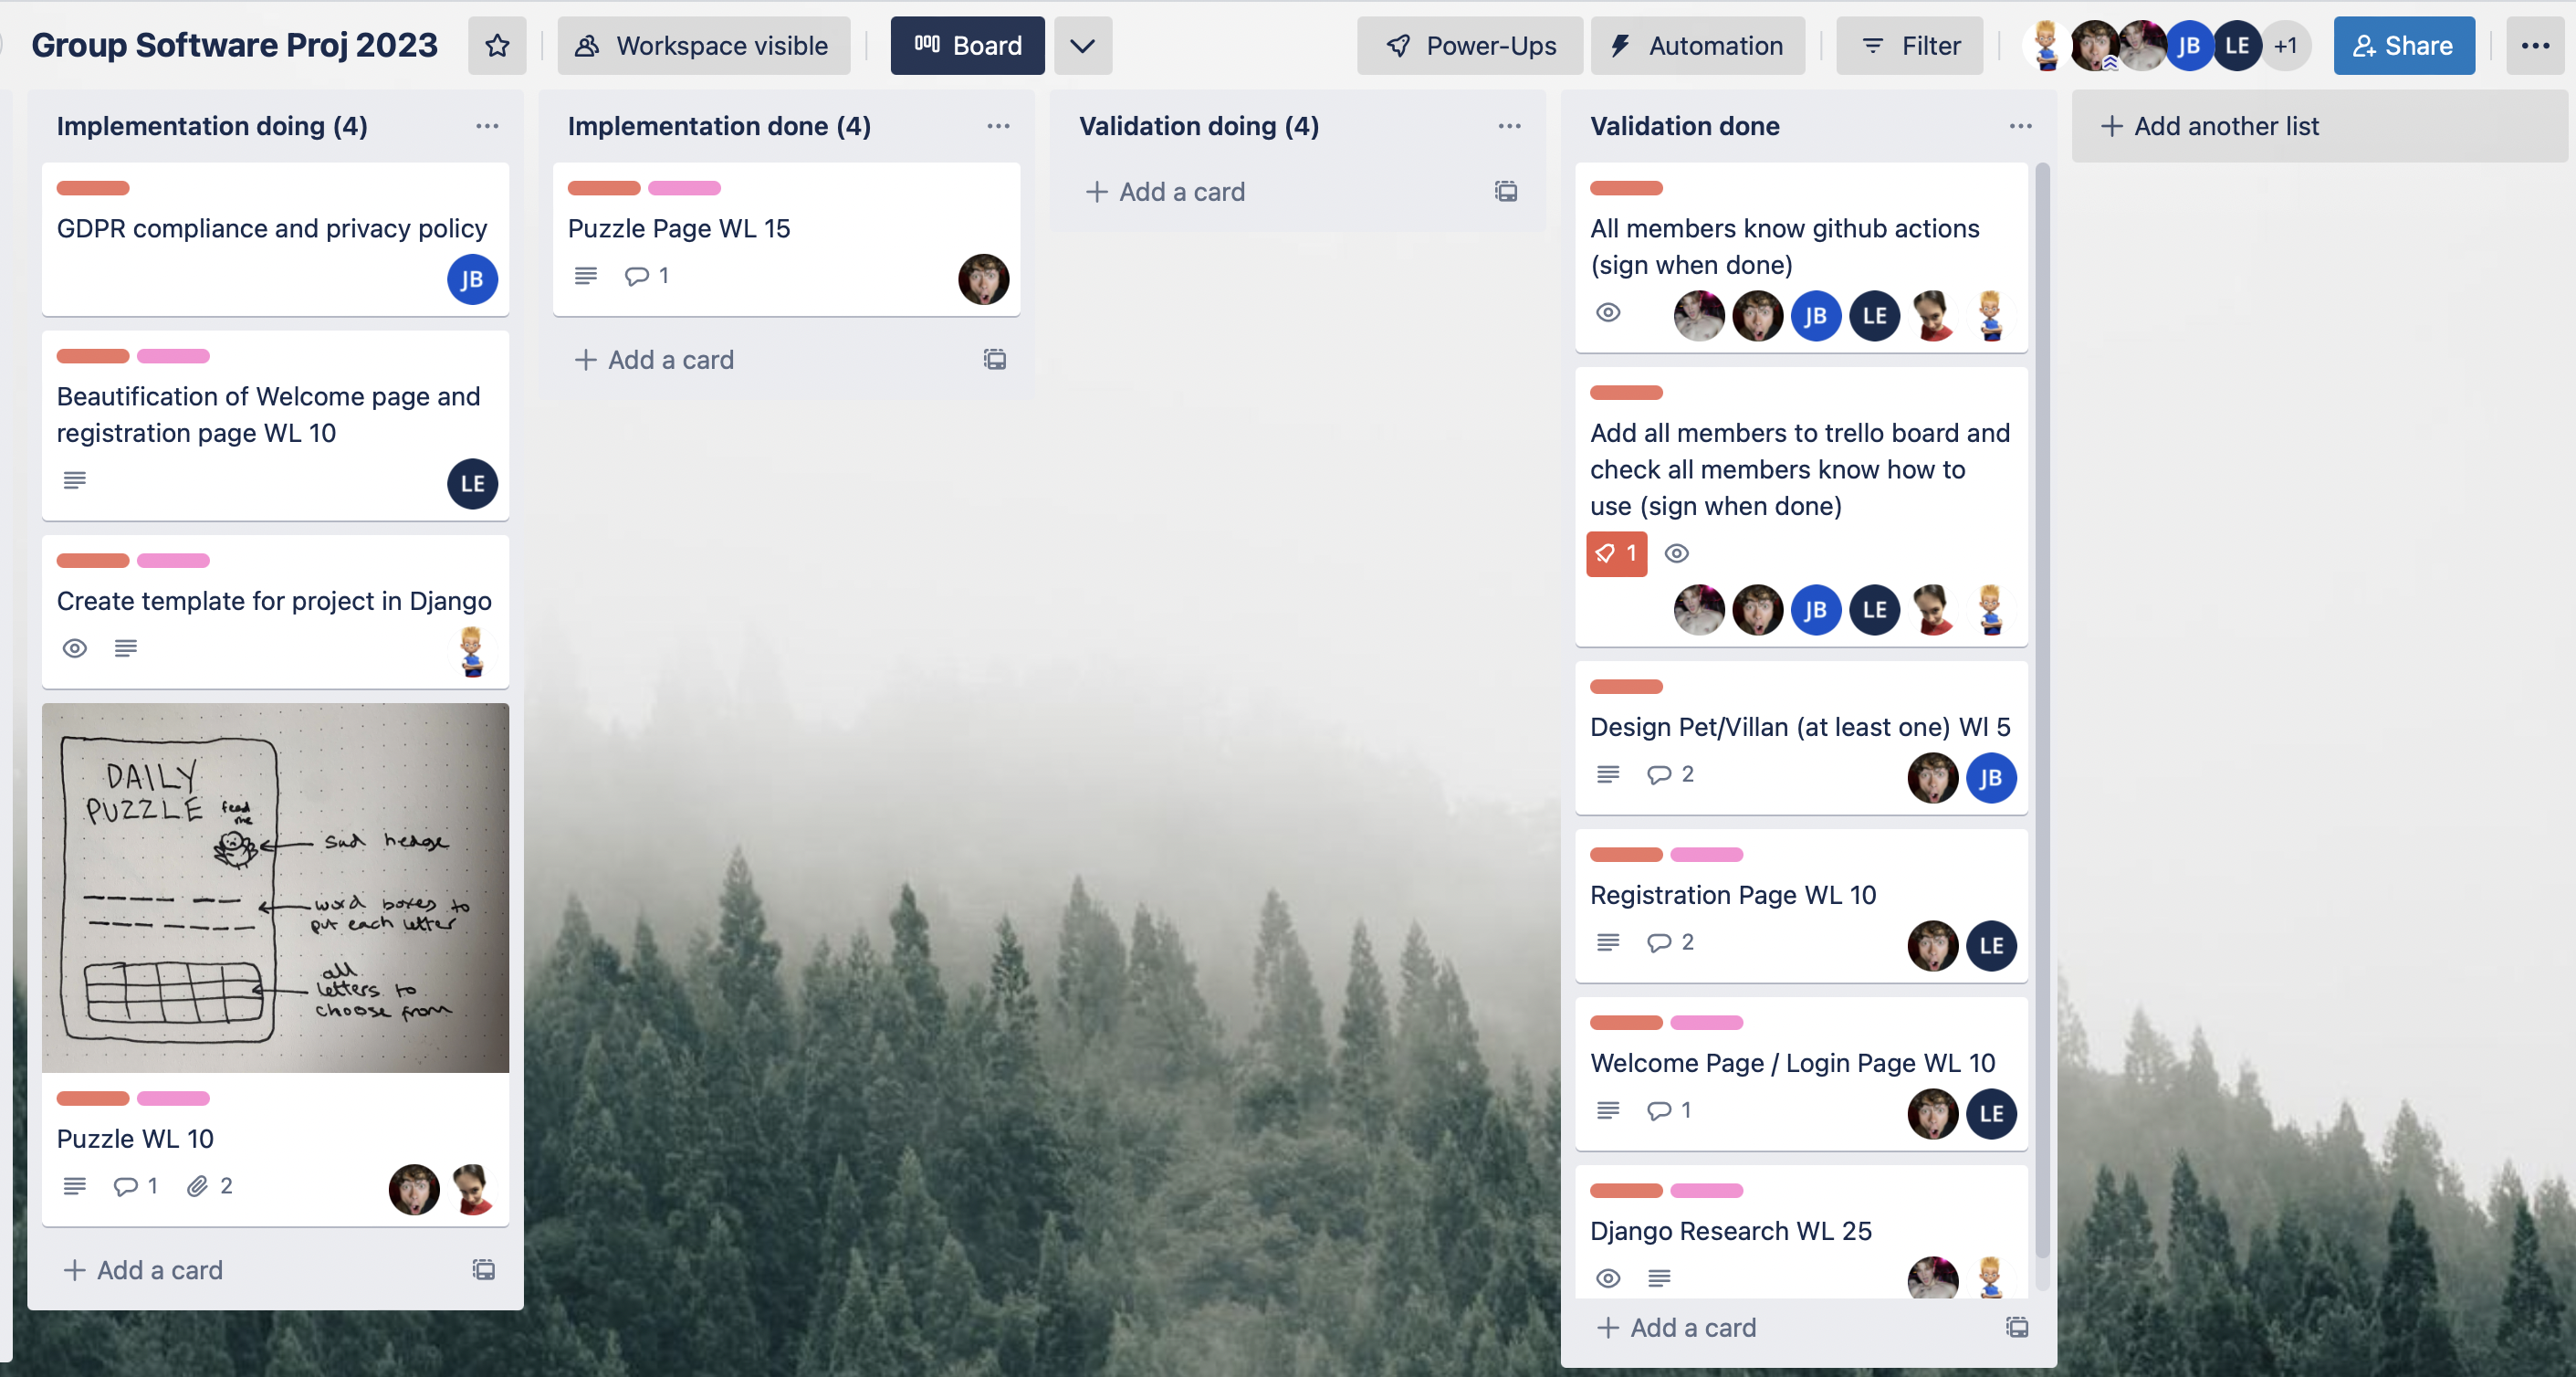 Group Software Proj 2023
Workspace visible
Board
Power-Ups
Automation
Filter
JB
LE
+1
Share
Implementation doing (4)
GDPR compliance and privacy policy
JB
Beautification of Welcome page and
registration page WL 10
LE
Create template for project in Django
DAILY
PUZZLE
feed
me
sad hedge
word boxes to
put each letter
all
letters to
choose from
Puzzle WL 10
1
2
Add a card
Implementation done (4)
Puzzle Page WL 15
1
Add a card
Validation doing (4)
Add a card
Validation done
All members know github actions
(sign when done)
JB
LE
Add all members to trello board and
check all members know how to
use (sign when done)
1
JB
LE
Design Pet/Villan (at least one) Wl 5
2
JB
Registration Page WL 10
2
LE
Welcome Page / Login Page WL 10
1
LE
Django Research WL 25
Add a card
Add another list